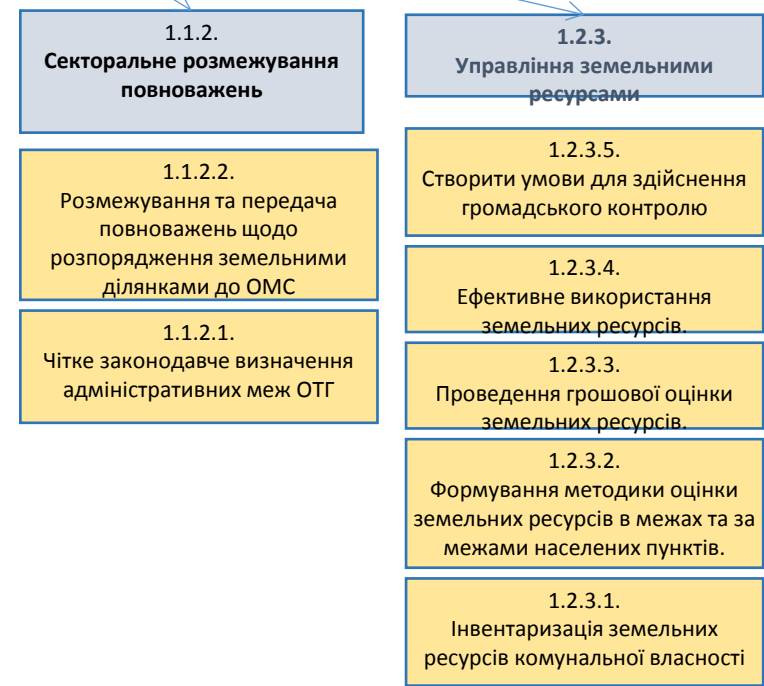 1.1.2.
Секторальне розмежування
повноважень
1.1.2.2.
Розмежування та передача
повноважень щодо
розпорядження земельними
ділянками до ОМС
1.1.2.1.
Чітке законодавче визначення
адміністративних меж ОТГ
1.2.3.
Управління земельними
ресурсами
1.2.3.5.
Створити умови для здійснення
громадського контролю
1.2.3.4.
Ефективне використання
земельних ресурсів.
1.2.3.3.
Проведення грошової оцінки
земельних ресурсів.
1.2.3.2.
Формування методики оцінки
земельних ресурсів в межах та за
межами населених пунктів.
1.2.3.1.
Інвентаризація земельних
ресурсів комунальної власності